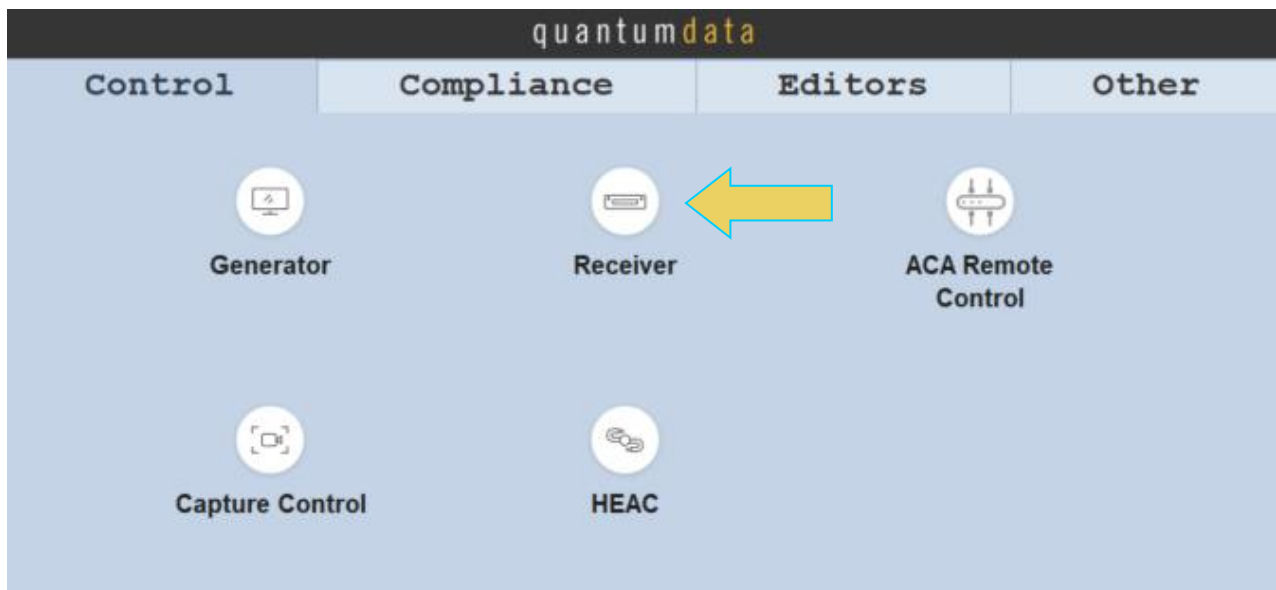 quantumdata
Control Compliance Editors Other
Generator Receiver ACA Remote
Control
Capture Control HEAC